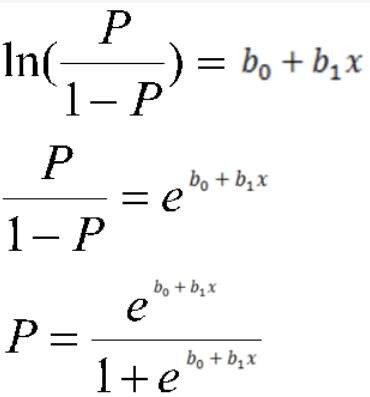 ln(P/(1 − P)) = b₀ + b₁x
P/(1 − P) = e^(b₀ + b₁x)
P = e^(b₀ + b₁x)/(1 + e^(b₀ + b₁x))